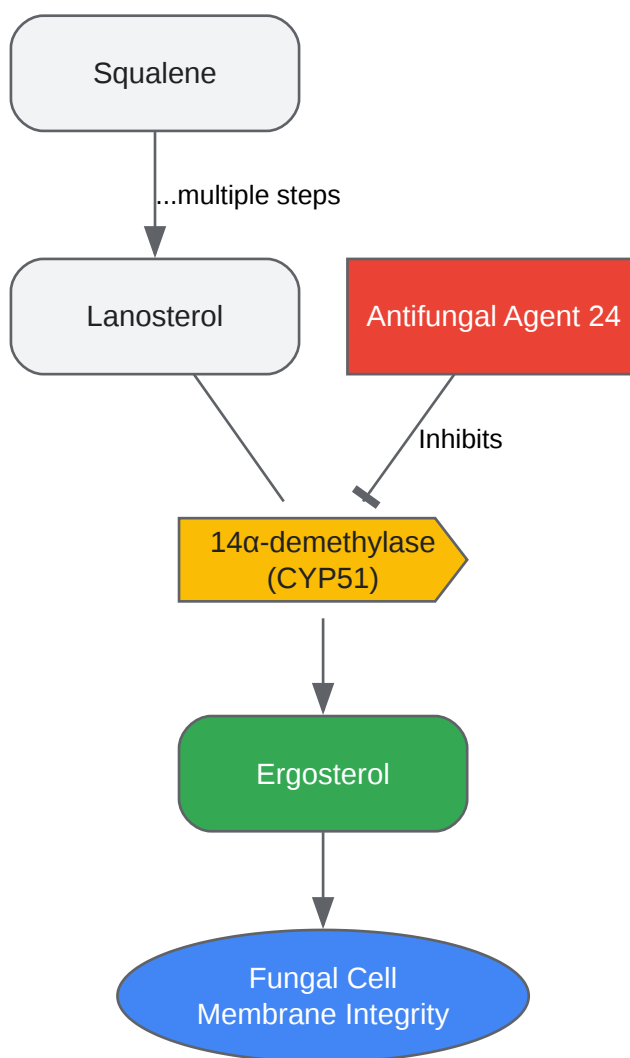 Squalene
...multiple steps
Lanosterol
Antifungal Agent 24
Inhibits
14α-demethylase
(CYP51)
Ergosterol
Fungal Cell
Membrane Integrity